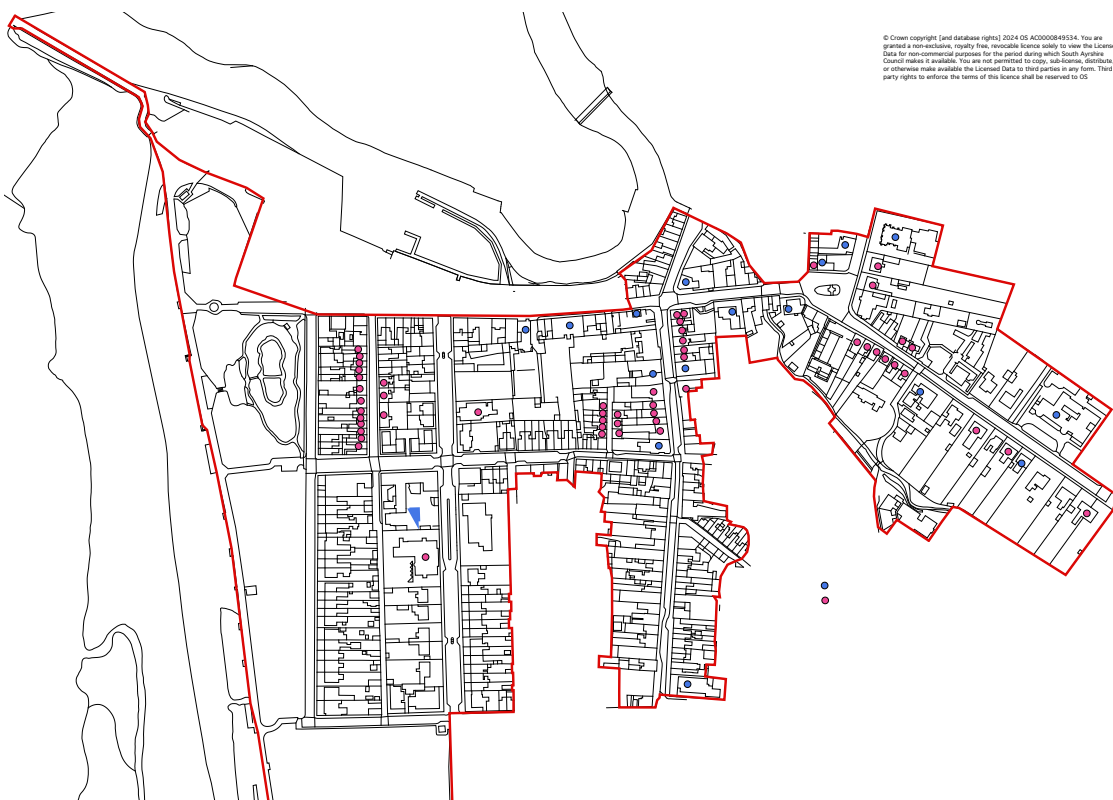 © Crown copyright [and database rights] 2024 OS AC0000849534. You are
granted a non-exclusive, royalty free, revocable licence solely to view the Licensed
Data for non-commercial purposes for the period during which South Ayrshire
Council makes it available. You are not permitted to copy, sub-license, distribute,
or otherwise make available the Licensed Data to third parties in any form. Third
party rights to enforce the terms of this licence shall be reserved to OS